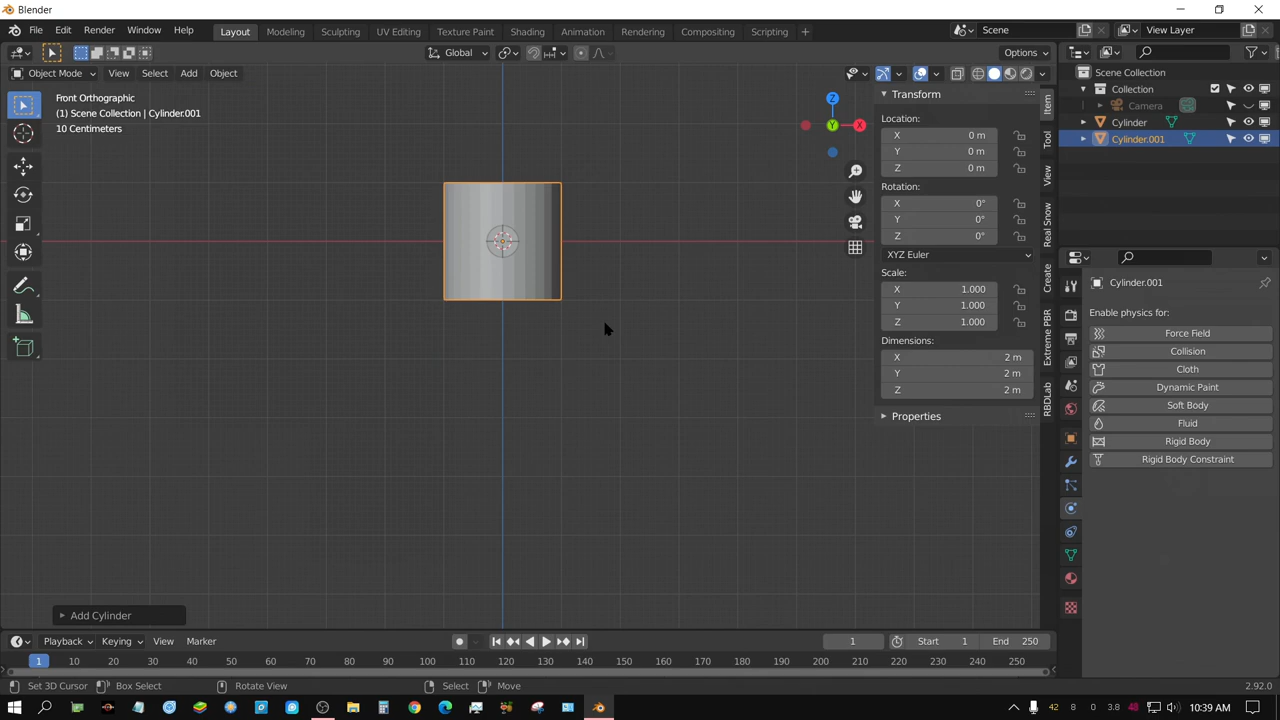 Blender
File Edit Render Window Help Layout Modeling Sculpting UV Editing Texture Paint Shading Animation Rendering Compositing Scripting + Scene View Layer
Global Options
Object Mode View Select Add Object
Scene Collection
Collection
Camera
Cylinder
Cylinder.001
Front Orthographic
(1) Scene Collection | Cylinder.001
10 Centimeters
Z
Y
X
Transform
Location:
X 0 m
Y 0 m
Z 0 m
Rotation:
X 0°
Y 0°
Z 0°
XYZ Euler
Scale:
X 1.000
Y 1.000
Z 1.000
Dimensions:
X 2 m
Y 2 m
Z 2 m
Properties
Item
Tool
View
Real Snow
Create
Extreme PBR
RBDLab
Cylinder.001
Enable physics for:
Force Field
Collision
Cloth
Dynamic Paint
Soft Body
Fluid
Rigid Body
Rigid Body Constraint
Add Cylinder
Playback Keying View Marker 1 Start 1 End 250
1 10 20 30 40 50 60 70 80 90 100 110 120 130 140 150 160 170 180 190 200 210 220 230 240 250
Set 3D Cursor Box Select Rotate View Select Move 2.92.0
42 8 0 3.8 48 10:39 AM